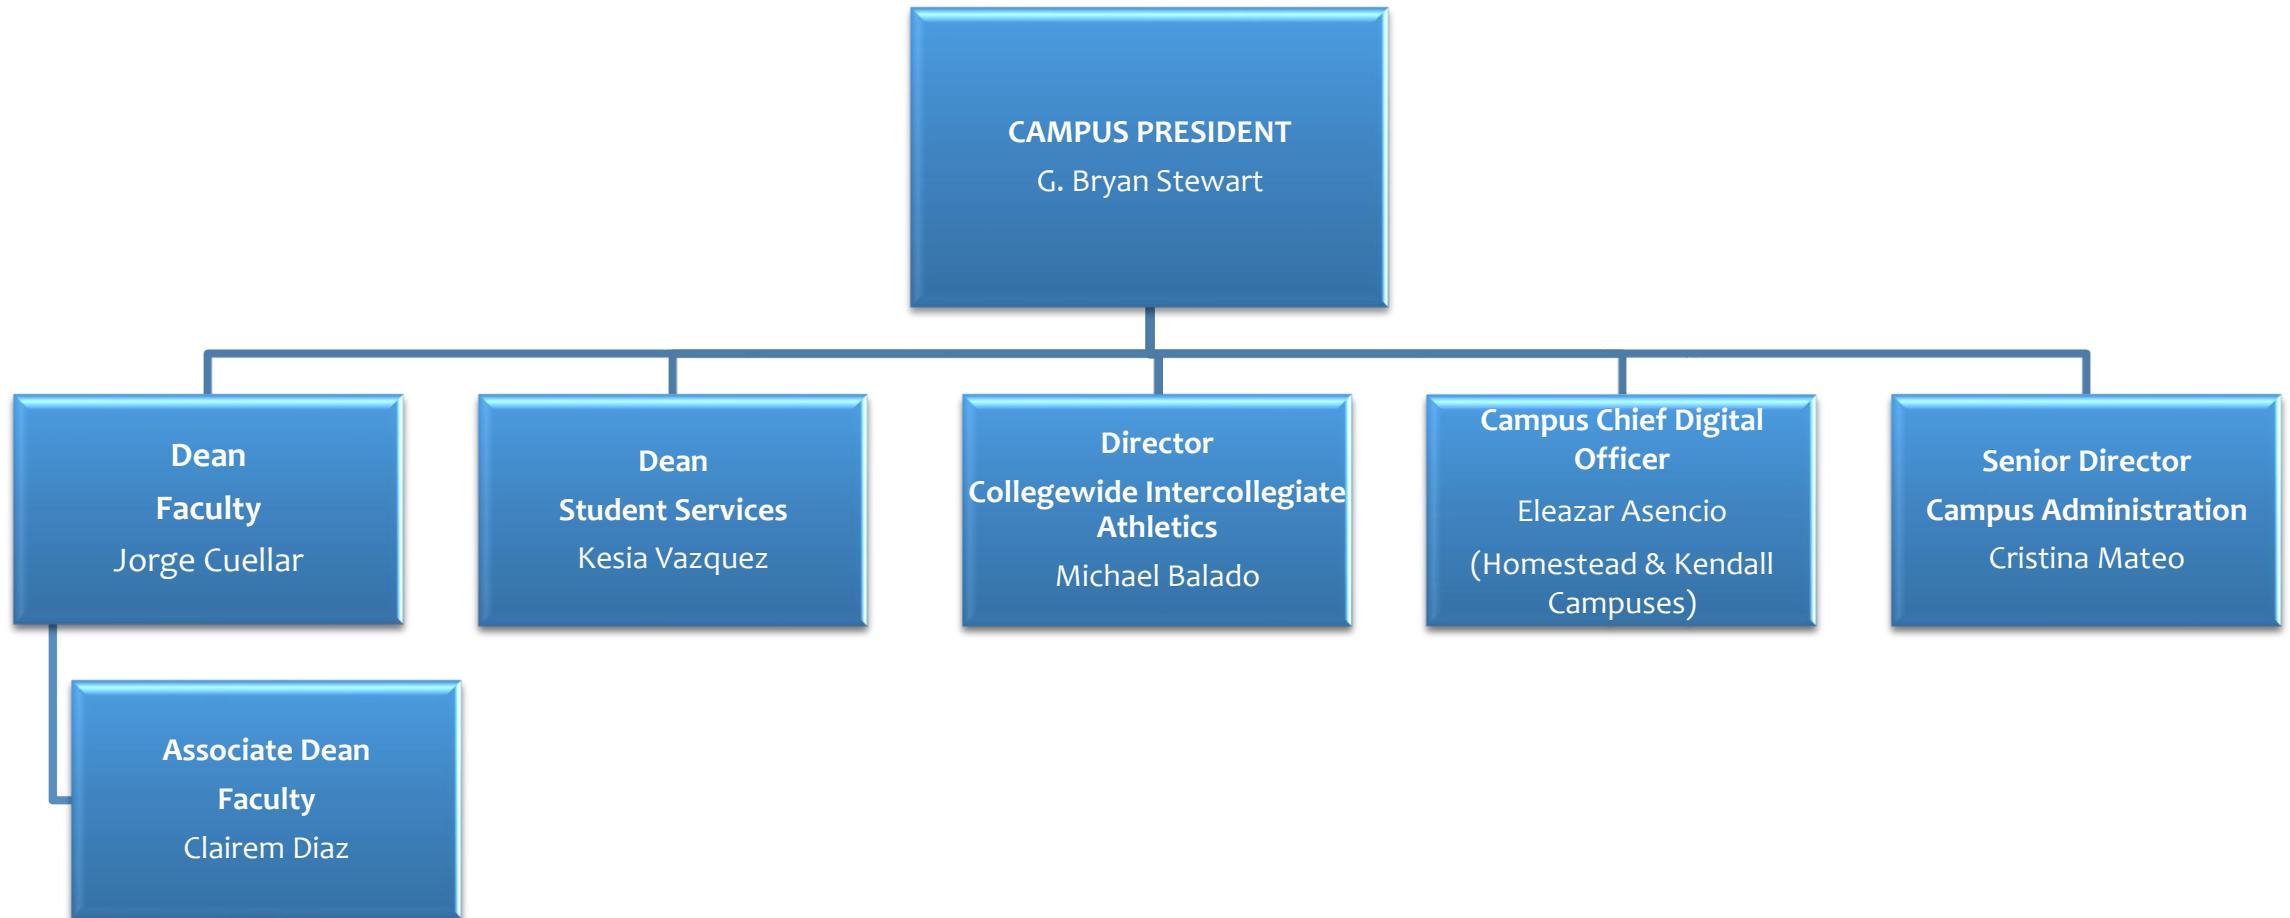 CAMPUS PRESIDENT
G. Bryan Stewart
Dean
Faculty
Jorge Cuellar
Dean
Student Services
Kesia Vazquez
Director
Collegewide Intercollegiate
Athletics
Michael Balado
Campus Chief Digital
Officer
Eleazar Asencio
(Homestead & Kendall
Campuses)
Senior Director
Campus Administration
Cristina Mateo
Associate Dean
Faculty
Clairem Diaz